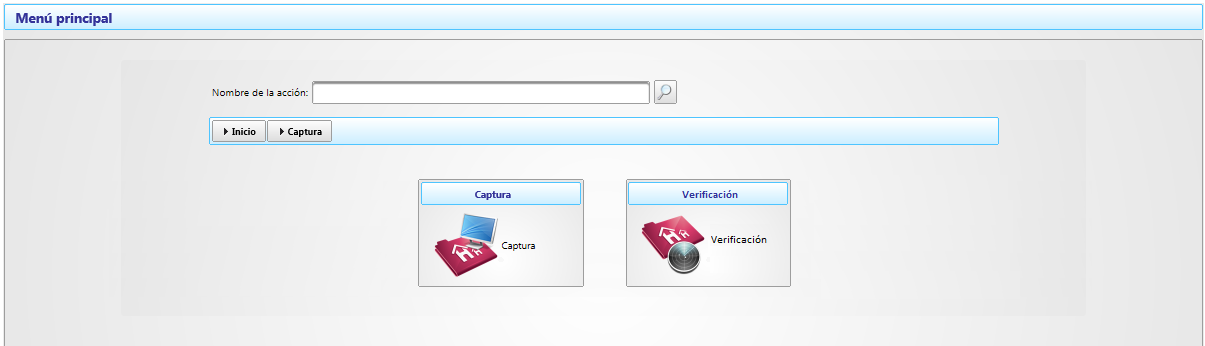 Menú principal
Nombre de la acción:
Inicio Captura
Captura Verificación
Captura Verificación